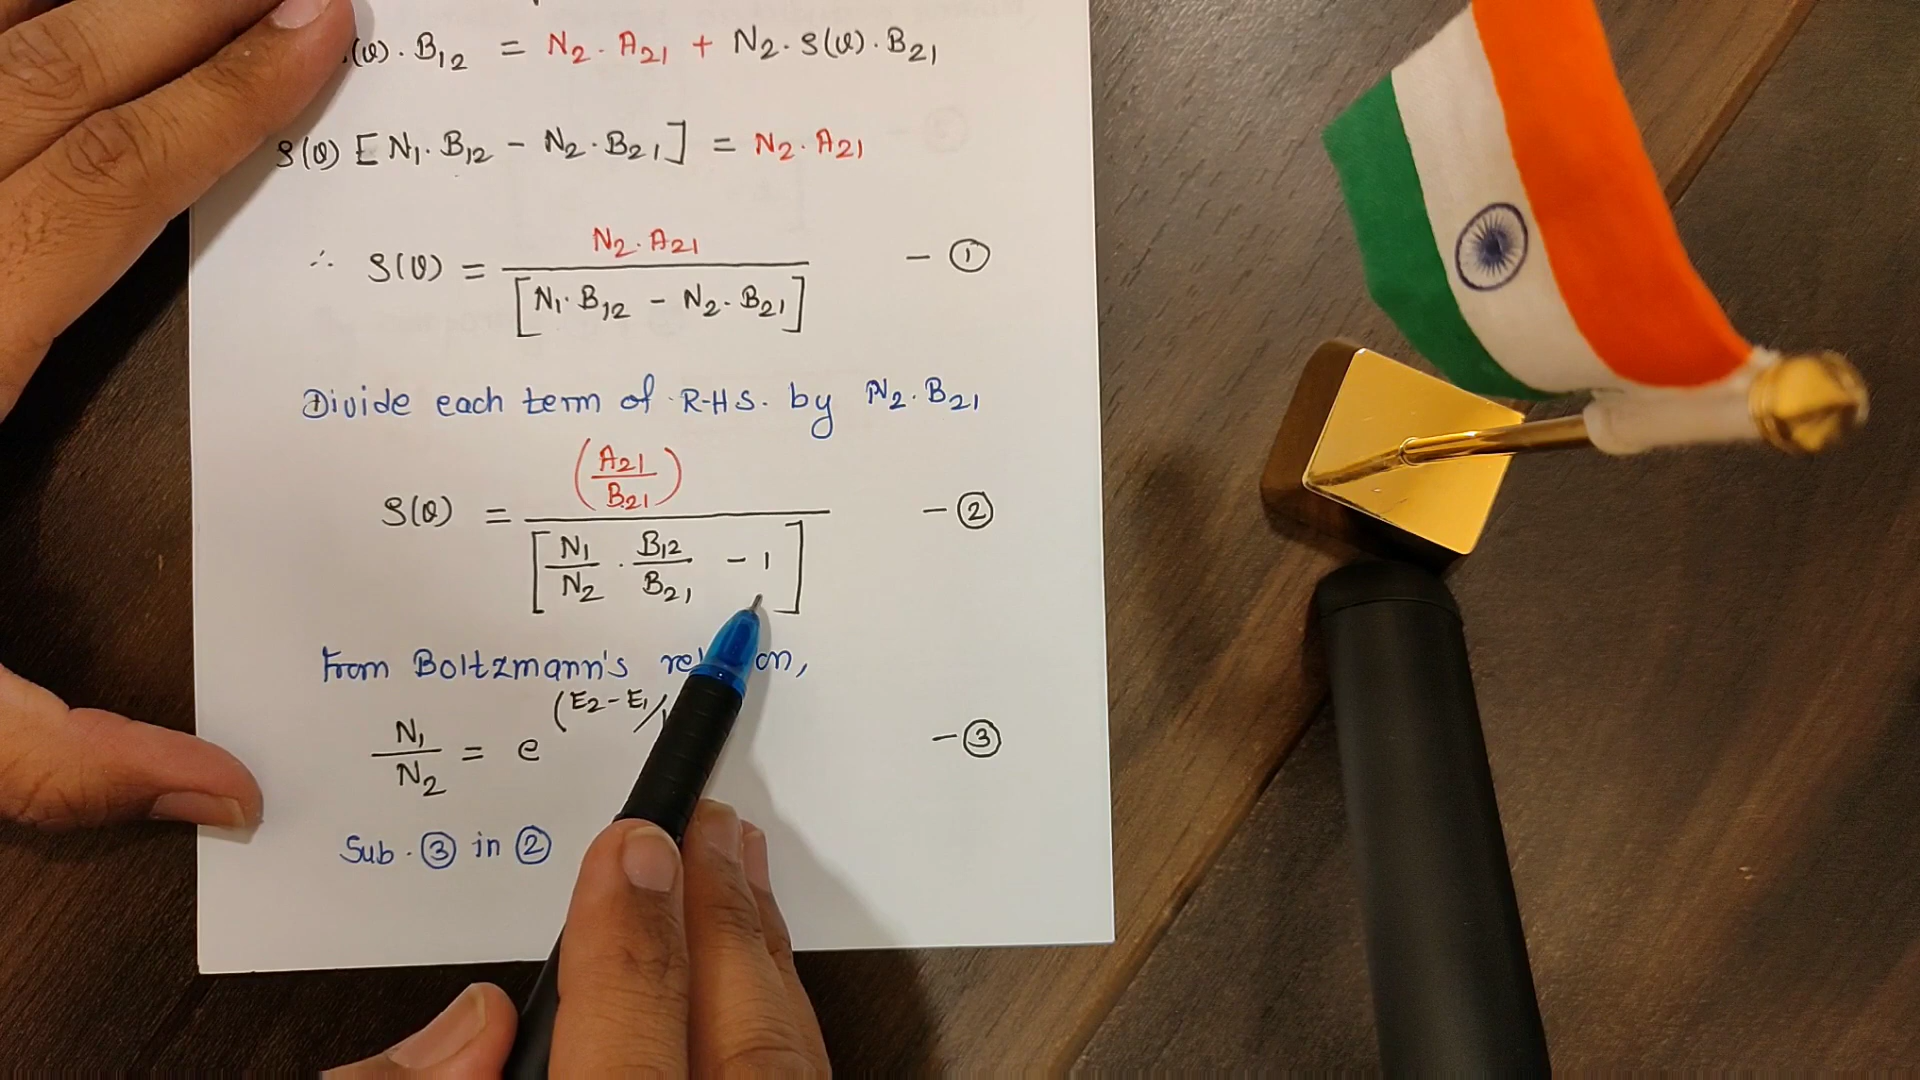 (ν) . B₁₂ = N₂ . A₂₁ + N₂ . ρ(ν) . B₂₁
ρ(ν) [ N₁ . B₁₂ - N₂ . B₂₁ ] = N₂ . A₂₁
∴ ρ(ν) = N₂ . A₂₁ / [ N₁ . B₁₂ - N₂ . B₂₁ ] - ①
Divide each term of R.H.S. by N₂ . B₂₁
ρ(ν) = (A₂₁ / B₂₁) / [ N₁/N₂ . B₁₂/B₂₁ - 1 ] - ②
From Boltzmann's
N₁/N₂ = e^(E₂ - E₁/ - ③
Sub . ③ in ②